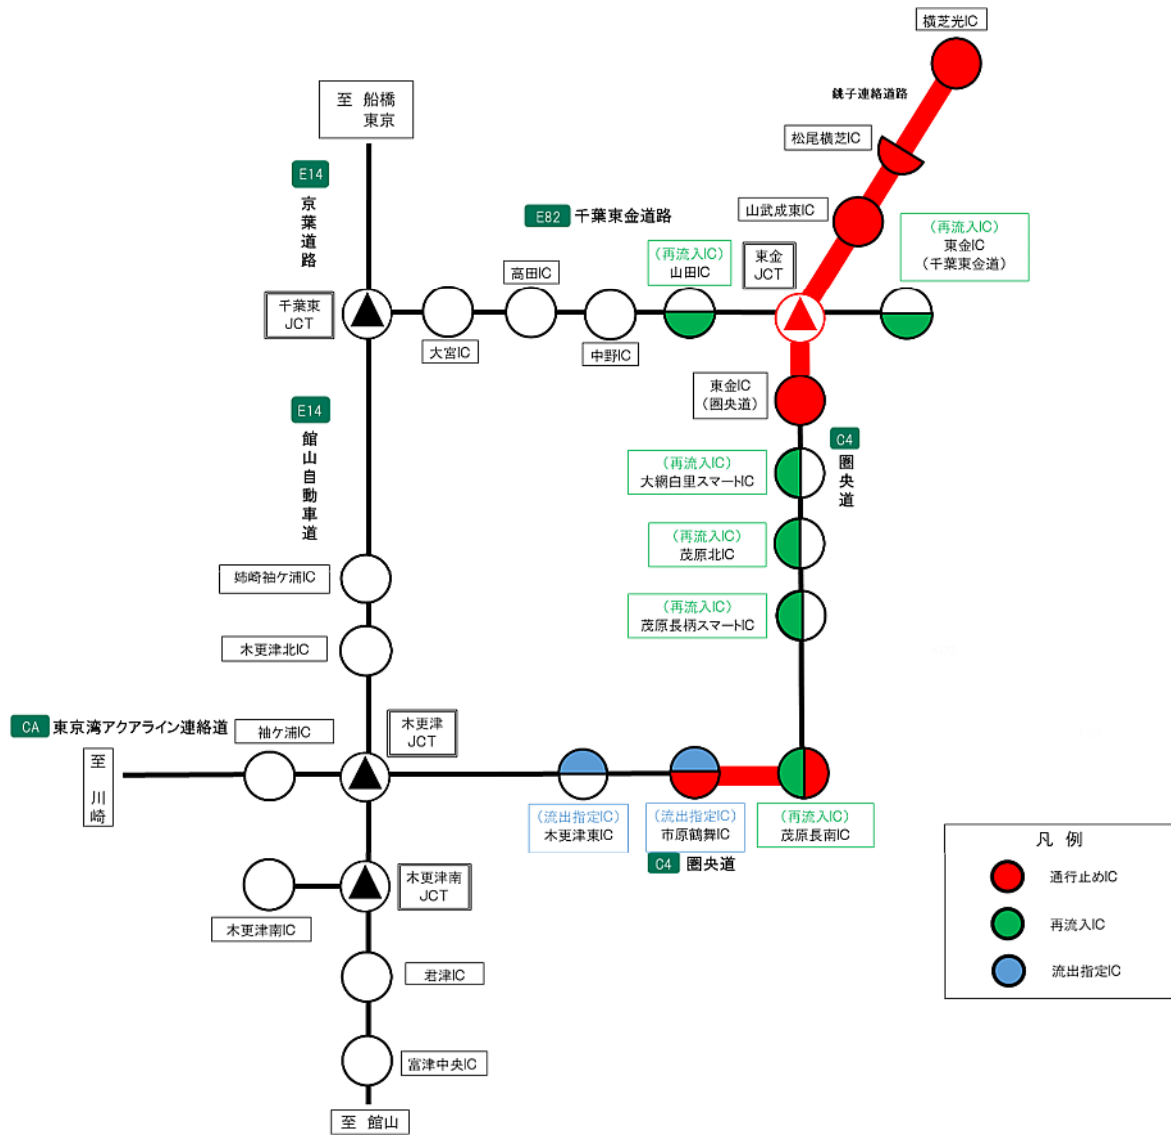 横芝光IC
至 船橋
東京
銚子連絡道路
松尾横芝IC
E14
京葉道路
山武成東IC
E82 千葉東金道路
(再流入IC)
東金IC
(千葉東金道)
(再流入IC)
山田IC
東金
JCT
高田IC
千葉東
JCT
大宮IC
中野IC
東金IC
(圏央道)
E14
館山自動車道
C4
圏央道
(再流入IC)
大網白里スマートIC
(再流入IC)
茂原北IC
姉崎袖ケ浦IC
(再流入IC)
茂原長柄スマートIC
木更津北IC
CA 東京湾アクアライン連絡道
袖ケ浦IC
木更津
JCT
至 川崎
(流出指定IC)
木更津東IC
(流出指定IC)
市原鶴舞IC
(再流入IC)
茂原長南IC
C4 圏央道
木更津南
JCT
木更津南IC
君津IC
富津中央IC
至 館山
凡 例
通行止めIC
再流入IC
流出指定IC